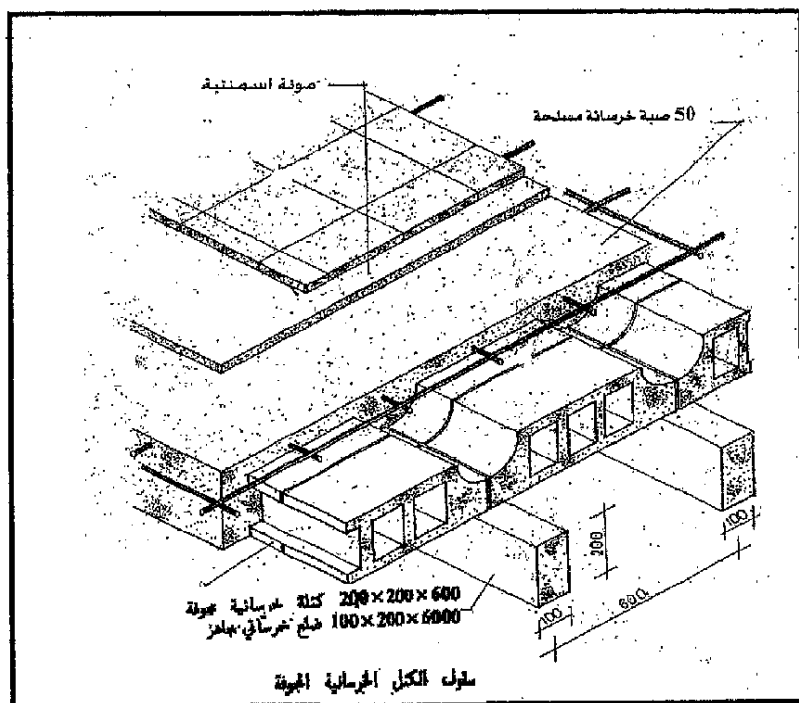 مونة اسمنتية
50 صبة خرسانة مسلحة
200
100
100
600
200×200×600 كتلة خرسانية مجوفة
100×200×6000 ضلع خرساني جاهز
سقوف الكتل الخرسانية المجوفة